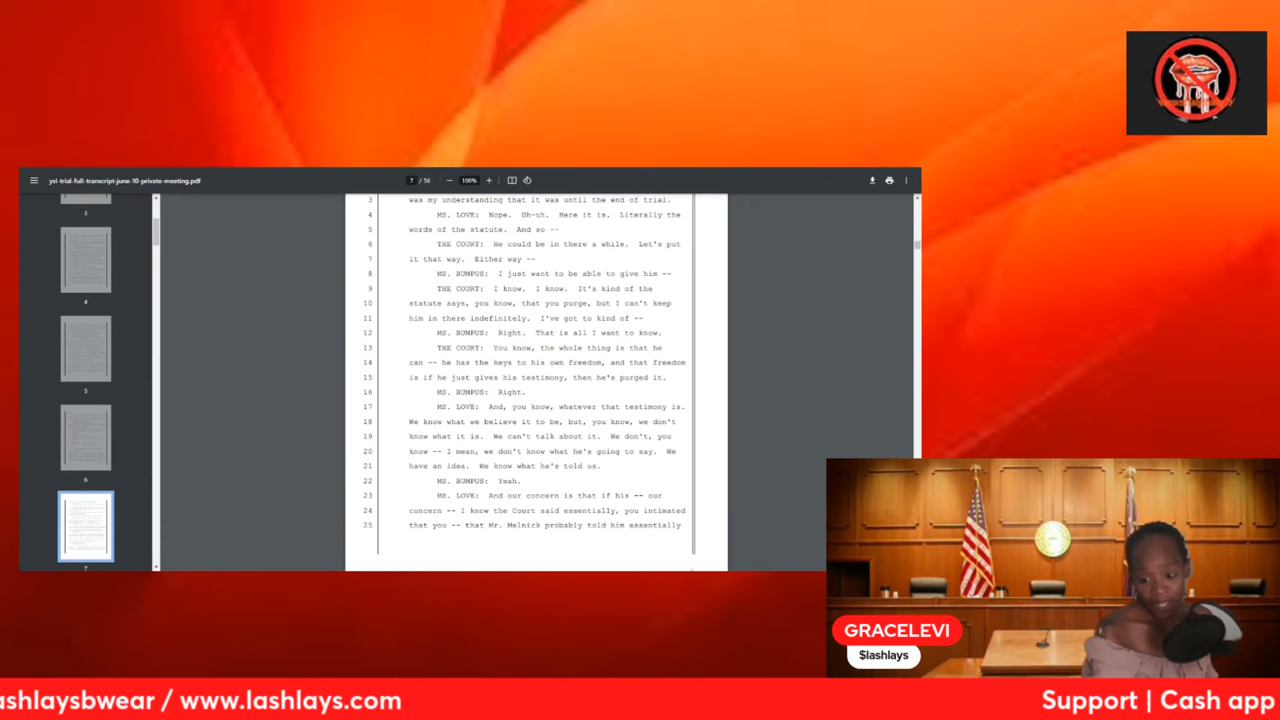 ysl-trial-full-transcript-june-10-private-meeting.pdf
7 / 56
100%
3
4
5
6
7
3 was my understanding that it was until the end of trial.
4 MS. LOVE: Nope. Uh-uh. Here it is. Literally the
5 words of the statute. And so --
6 THE COURT: He could be in there a while. Let's put
7 it that way. Either way --
8 MS. BUMPUS: I just want to be able to give him --
9 THE COURT: I know. I know. It's kind of the
10 statute says, you know, that you purge, but I can't keep
11 him in there indefinitely. I've got to kind of --
12 MS. BUMPUS: Right. That is all I want to know.
13 THE COURT: You know, the whole thing is that he
14 can -- he has the keys to his own freedom, and that freedom
15 is if he just gives his testimony, then he's purged it.
16 MS. BUMPUS: Right.
17 MS. LOVE: And, you know, whatever that testimony is.
18 We know what we believe it to be, but, you know, we don't
19 know what it is. We can't talk about it. We don't, you
20 know -- I mean, we don't know what he's going to say. We
21 have an idea. We know what he's told us.
22 MS. BUMPUS: Yeah.
23 MS. LOVE: And our concern is that if his -- our
24 concern -- I know the Court said essentially, you intimated
25 that you -- that Mr. Melnick probably told him essentially
GRACELEVI
$lashlays
ashlaysbwear / www.lashlays.com
Support | Cash app